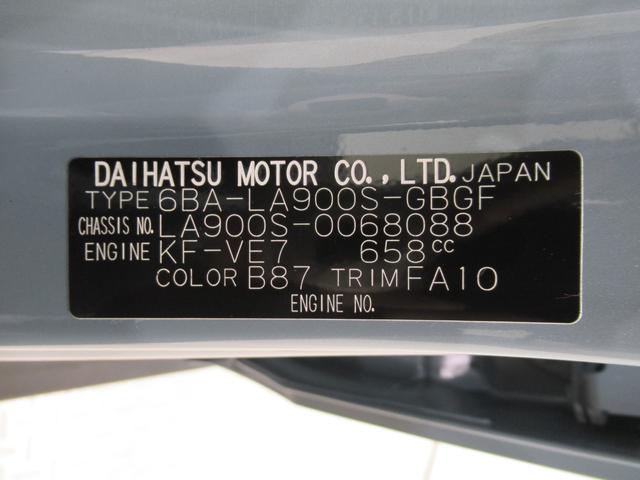 DAIHATSU MOTOR CO., LTD. JAPAN
TYPE 6BA-LA900S-GBGF
CHASSIS NO. LA900S-0068088
ENGINE KF-VE7 658CC
COLOR B87 TRIM FA10
ENGINE NO.